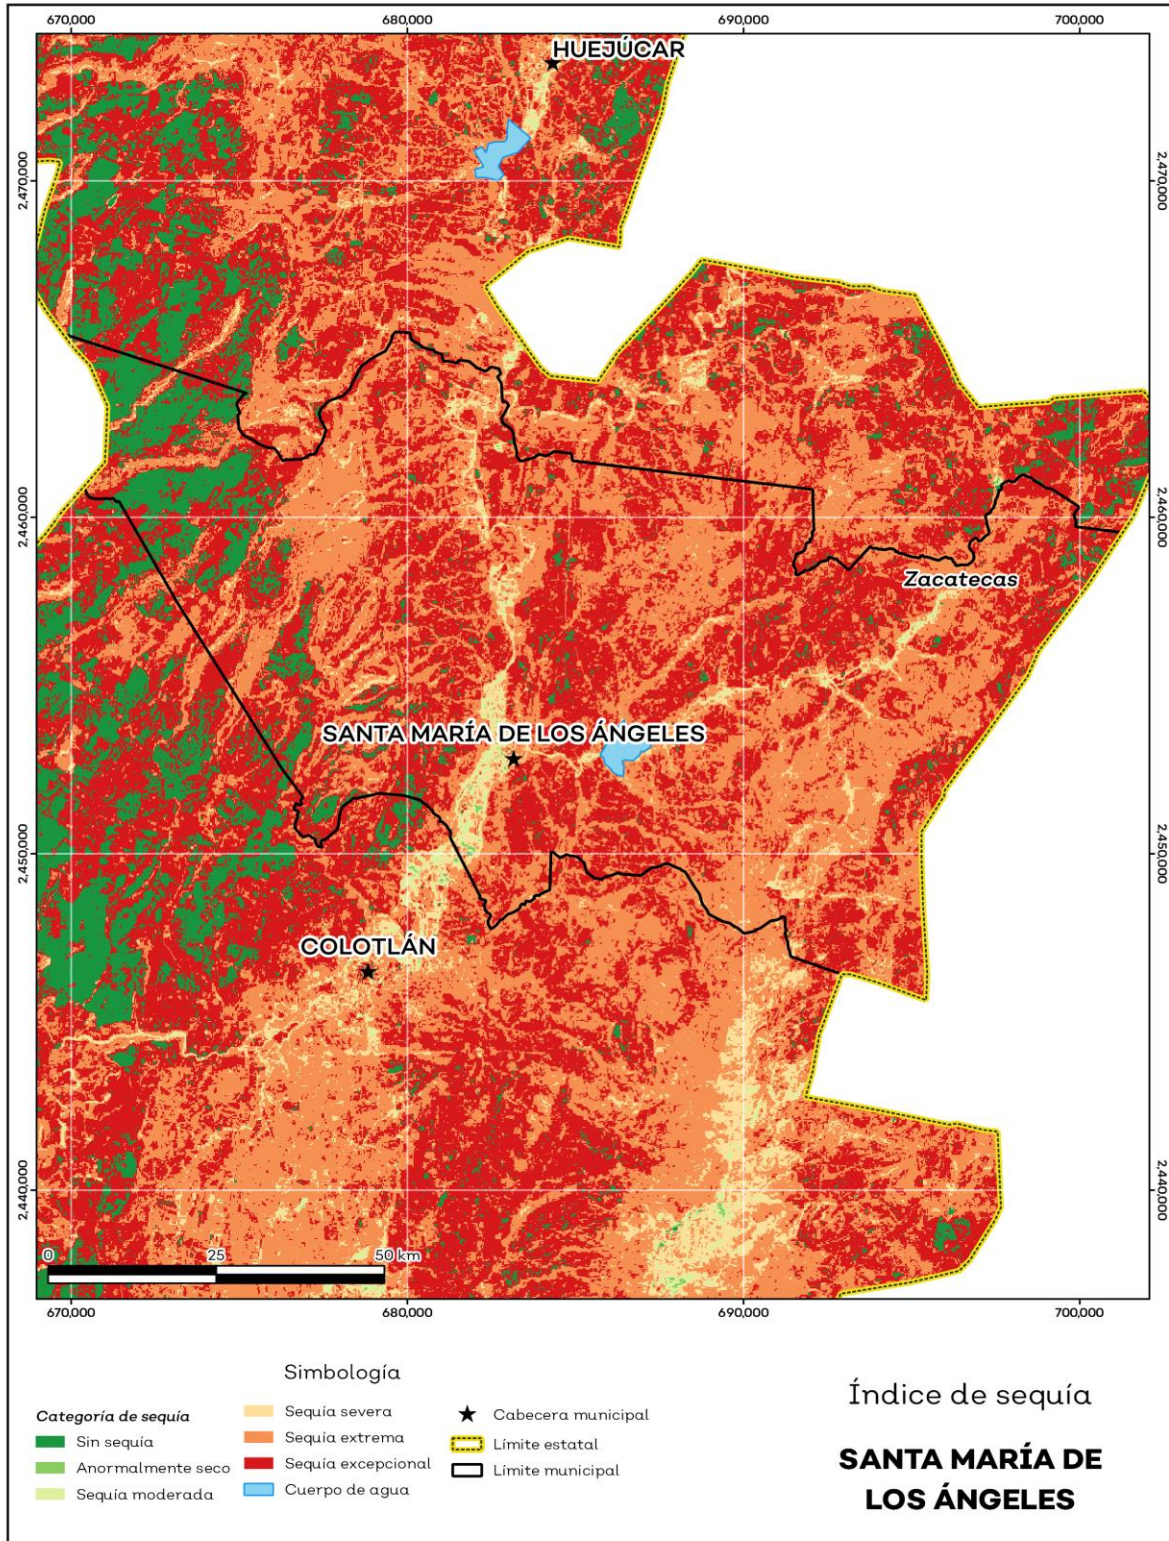 670,000 680,000 690,000 700,000
HUEJÚCAR
2,470,000 2,470,000
2,460,000 2,460,000
Zacatecas
SANTA MARÍA DE LOS ÁNGELES
2,450,000 2,450,000
COLOTLÁN
2,440,000 2,440,000
0 25 50 km
670,000 680,000 690,000 700,000
Simbología
Categoría de sequía
Sin sequía
Anormalmente seco
Sequía moderada
Sequía severa
Sequía extrema
Sequía excepcional
Cuerpo de agua
Cabecera municipal
Límite estatal
Límite municipal
Índice de sequía
SANTA MARÍA DE
LOS ÁNGELES